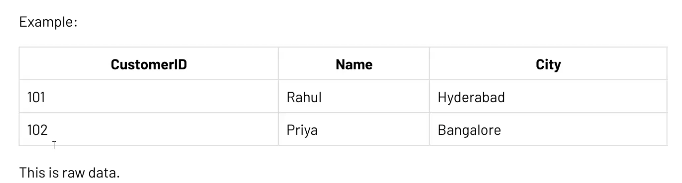 Example:
CustomerID Name City
101 Rahul Hyderabad
102 Priya Bangalore
This is raw data.